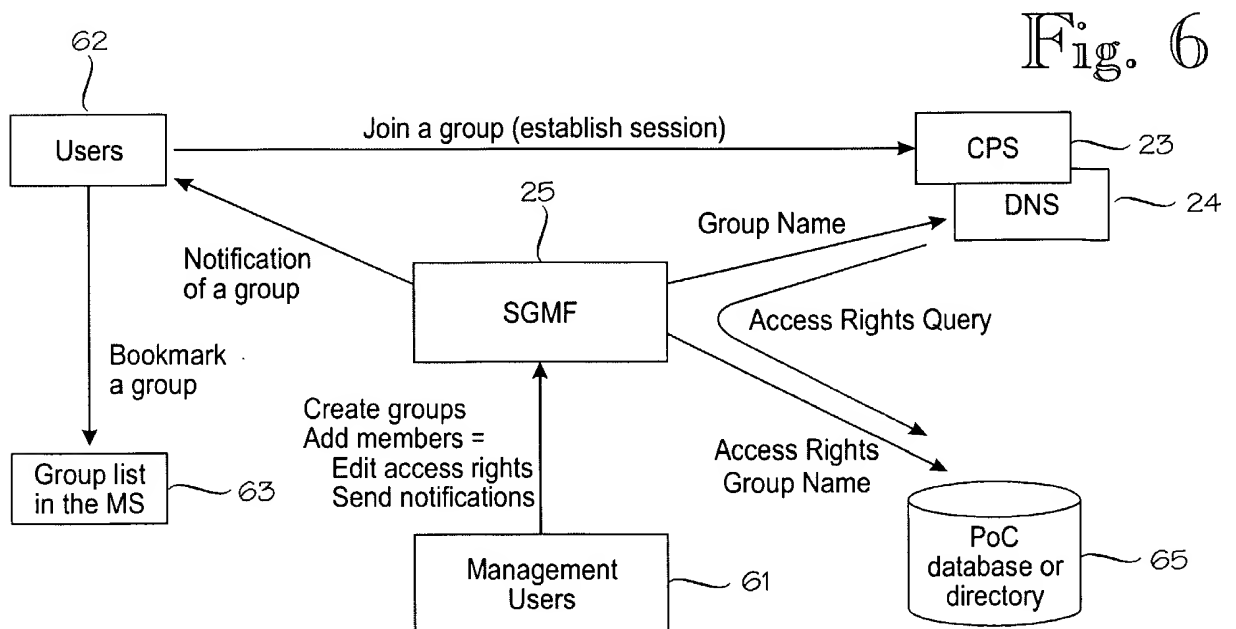 Fig. 6
62
Users
Join a group (establish session)
CPS
23
DNS
24
25
Group Name
Notification
of a group
SGMF
Access Rights Query
Bookmark
a group
Create groups
Add members =
Edit access rights
Send notifications
Access Rights
Group Name
Group list
in the MS
63
Management
Users
61
PoC
database or
directory
65